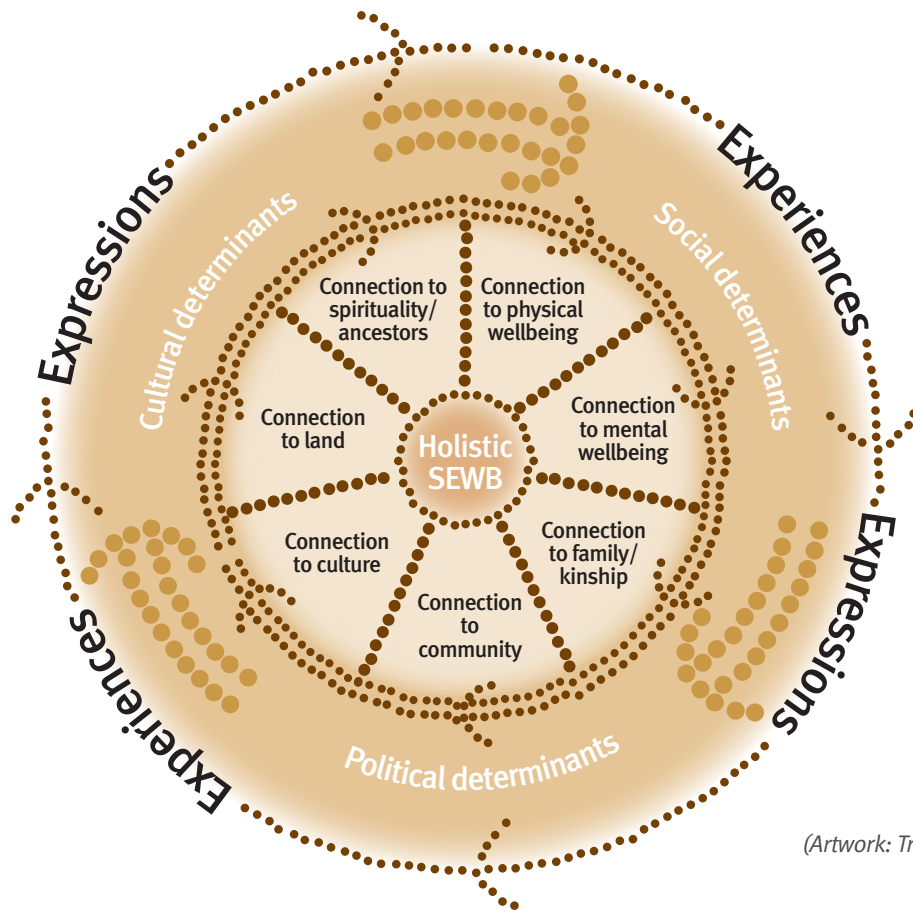 Expressions
Experiences
Cultural determinants
Social determinants
Connection to
spirituality/
ancestors
Connection
to physical
wellbeing
Connection
to land
Holistic
SEWB
Connection
to mental
wellbeing
Connection
to culture
Connection
to family/
kinship
Connection
to
community
Experiences
Expressions
Political determinants
(Artwork: